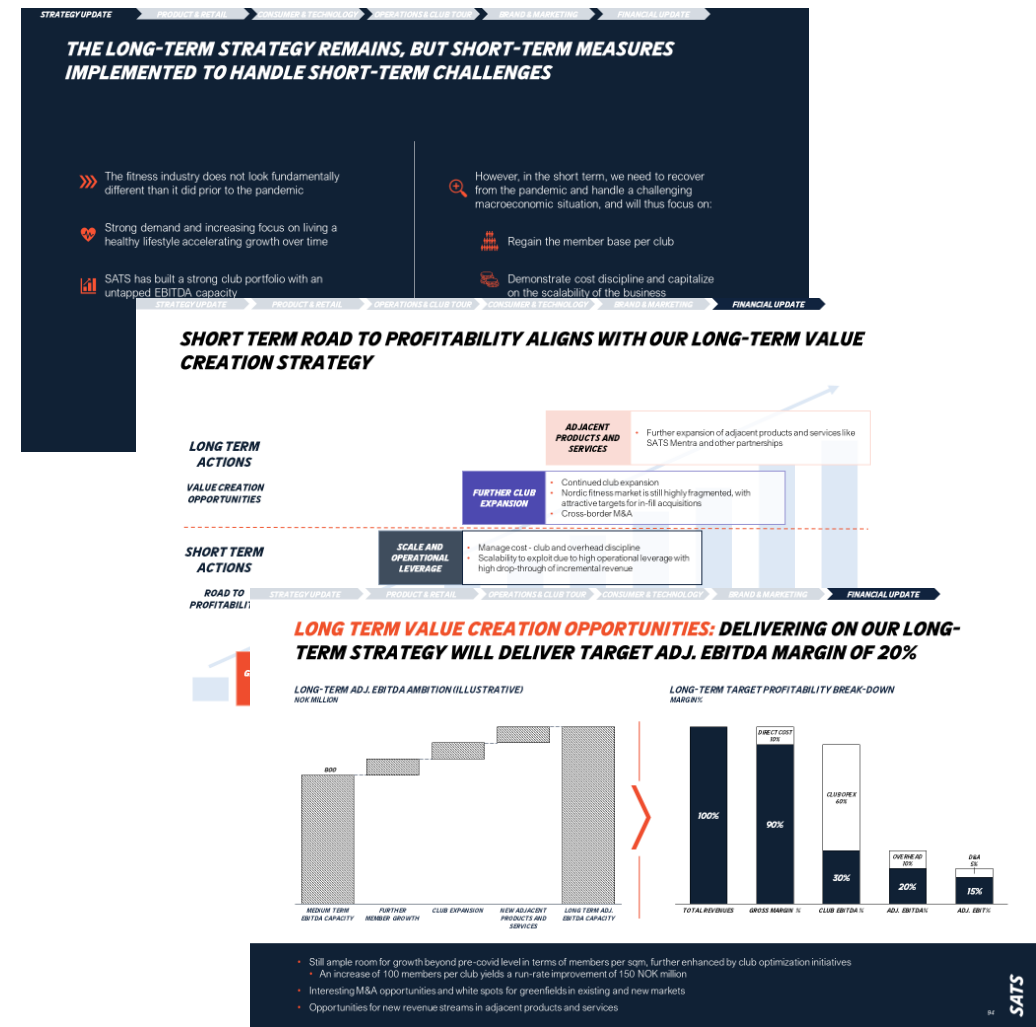 STRATEGY UPDATE
PRODUCT & RETAIL
CONSUMER & TECHNOLOGY
OPERATIONS & CLUB TOUR
BRAND & MARKETING
FINANCIAL UPDATE
THE LONG-TERM STRATEGY REMAINS, BUT SHORT-TERM MEASURES
IMPLEMENTED TO HANDLE SHORT-TERM CHALLENGES
The fitness industry does not look fundamentally
different than it did prior to the pandemic
Strong demand and increasing focus on living a
healthy lifestyle accelerating growth over time
SATS has built a strong club portfolio with an
untapped EBITDA capacity
However, in the short term, we need to recover
from the pandemic and handle a challenging
macroeconomic situation, and will thus focus on:
Regain the member base per club
Demonstrate cost discipline and capitalize
on the scalability of the business
STRATEGY UPDATE
PRODUCT & RETAIL
OPERATIONS & CLUB TOUR
CONSUMER & TECHNOLOGY
BRAND & MARKETING
FINANCIAL UPDATE
SHORT TERM ROAD TO PROFITABILITY ALIGNS WITH OUR LONG-TERM VALUE
CREATION STRATEGY
LONG TERM
ACTIONS
VALUE CREATION
OPPORTUNITIES
ADJACENT
PRODUCTS AND
SERVICES
• Further expansion of adjacent products and services like
SATS Mentra and other partnerships
FURTHER CLUB
EXPANSION
• Continued club expansion
• Nordic fitness market is still highly fragmented, with
attractive targets for in-fill acquisitions
• Cross-border M&A
SHORT TERM
ACTIONS
ROAD TO
PROFITABILIT
SCALE AND
OPERATIONAL
LEVERAGE
• Manage cost - club and overhead discipline
• Scalability to exploit due to high operational leverage with
high drop-through of incremental revenue
STRATEGY UPDATE
PRODUCT & RETAIL
OPERATIONS & CLUB TOUR
CONSUMER & TECHNOLOGY
BRAND & MARKETING
FINANCIAL UPDATE
LONG TERM VALUE CREATION OPPORTUNITIES: DELIVERING ON OUR LONG-
TERM STRATEGY WILL DELIVER TARGET ADJ. EBITDA MARGIN OF 20%
LONG-TERM ADJ. EBITDA AMBITION (ILLUSTRATIVE)
NOK MILLION
800
MEDIUM TERM
EBITDA CAPACITY
FURTHER
MEMBER GROWTH
CLUB EXPANSION
NEW ADJACENT
PRODUCTS AND
SERVICES
LONG TERM ADJ.
EBITDA CAPACITY
LONG-TERM TARGET PROFITABILITY BREAK-DOWN
MARGIN%
100%
DIRECT COST
10%
90%
CLUB OPEX
60%
30%
OVERHEAD
10%
20%
D&A
5%
15%
TOTAL REVENUES
GROSS MARGIN %
CLUB EBITDA %
ADJ. EBITDA%
ADJ. EBIT%
• Still ample room for growth beyond pre-covid level in terms of members per sqm, further enhanced by club optimization initiatives
• An increase of 100 members per club yields a run-rate improvement of 150 NOK million
• Interesting M&A opportunities and white spots for greenfields in existing and new markets
• Opportunities for new revenue streams in adjacent products and services
94
SATS